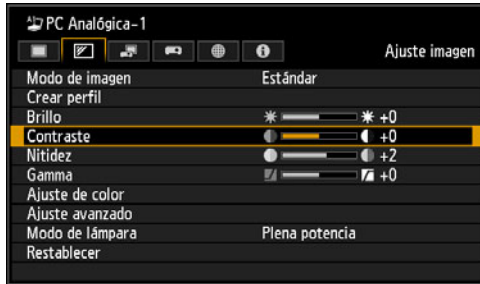 PC Analógica-1
Ajuste imagen
Modo de imagen Estándar
Crear perfil
Brillo +0
Contraste +0
Nitidez +2
Gamma +0
Ajuste de color
Ajuste avanzado
Modo de lámpara Plena potencia
Restablecer